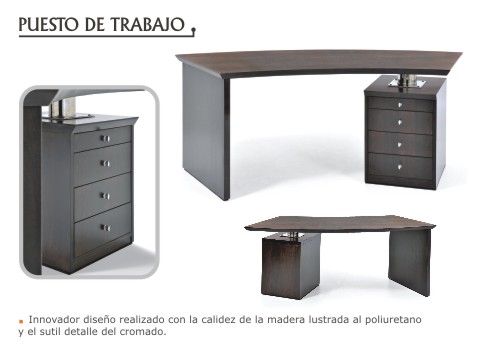 PUESTO DE TRABAJO
Innovador diseño realizado con la calidez de la madera lustrada al poliuretano
y el sutil detalle del cromado.